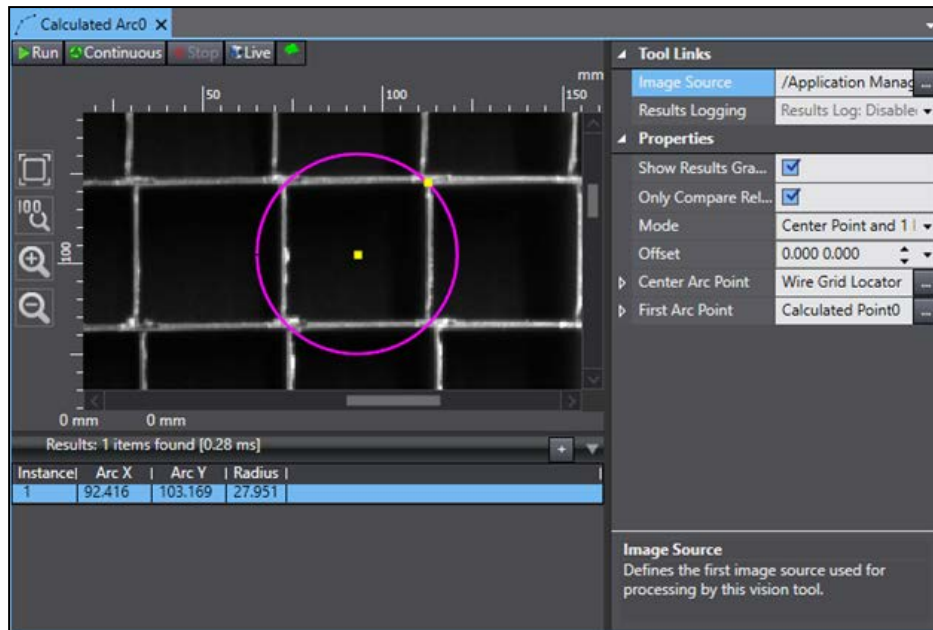 Calculated Arc0
Run Continuous Stop Live
mm
50 100 150
100
100
0 mm 0 mm
Results: 1 items found [0.28 ms]
Instance Arc X Arc Y Radius
1 92.416 103.169 27.951
Tool Links
Image Source /Application Manag ...
Results Logging Results Log: Disable
Properties
Show Results Gra...
Only Compare Rel...
Mode Center Point and 1
Offset 0.000 0.000
Center Arc Point Wire Grid Locator ...
First Arc Point Calculated Point0 ...
Image Source
Defines the first image source used for
processing by this vision tool.